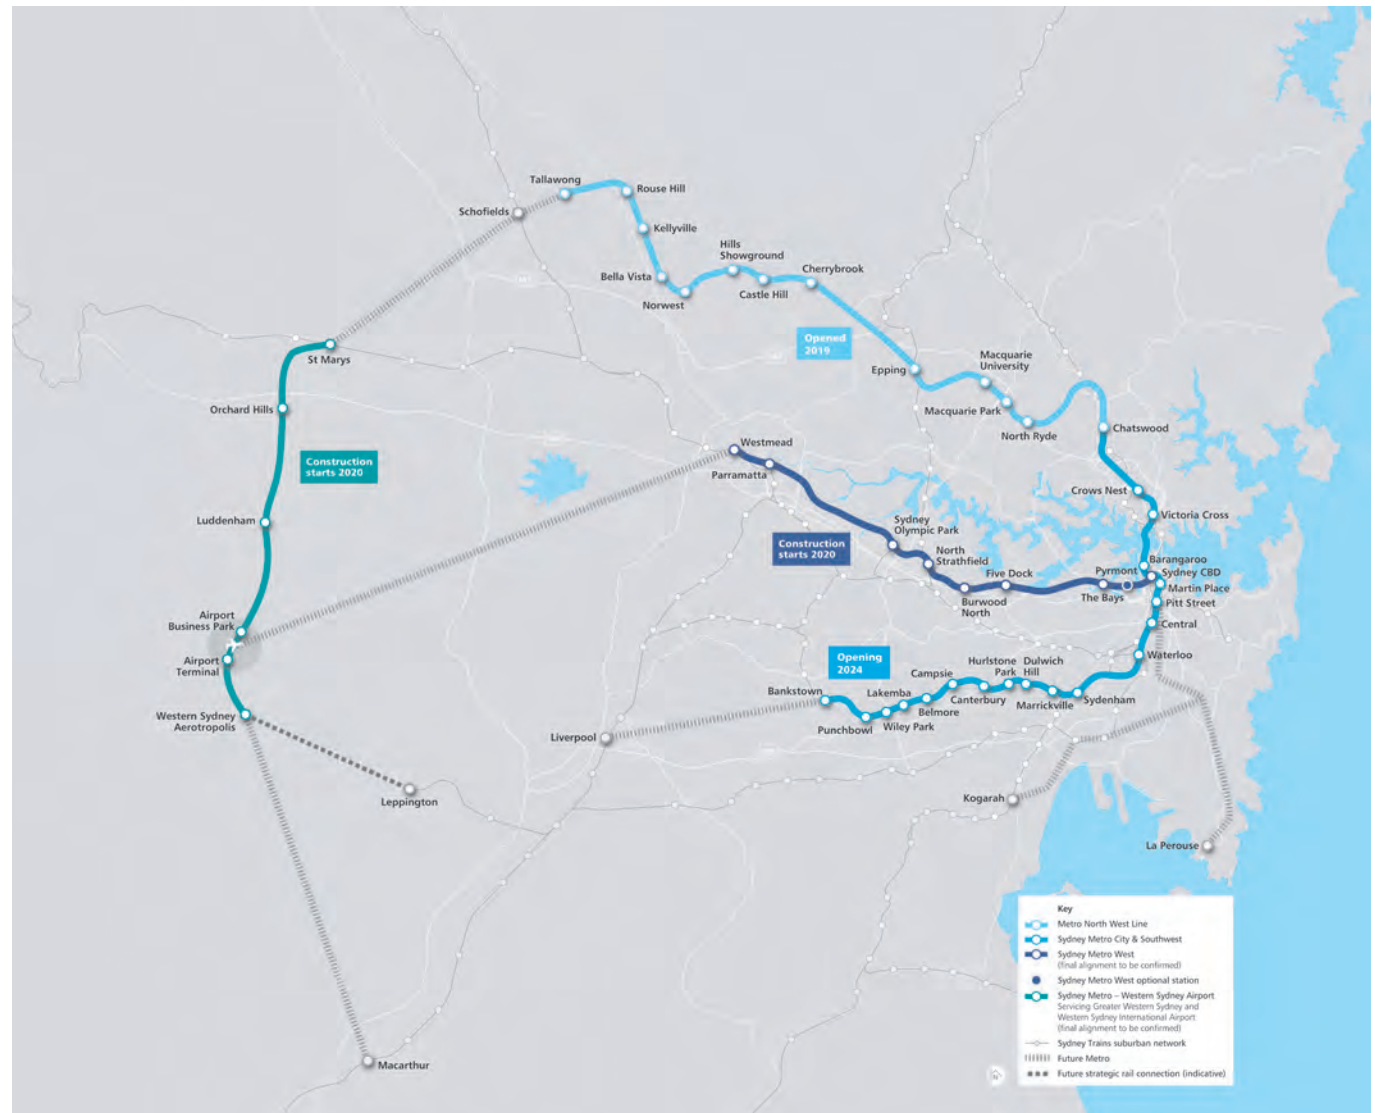 Tallawong
Rouse Hill
Schofields
Kellyville
Hills
Showground
Cherrybrook
Bella Vista
Castle Hill
Norwest
Opened
2019
St Marys
Epping
Macquarie
University
Orchard Hills
Macquarie Park
North Ryde
Chatswood
Westmead
Construction
starts 2020
Parramatta
Crows Nest
Luddenham
Victoria Cross
Sydney
Olympic Park
Construction
starts 2020
North
Strathfield
Barangaroo
Five Dock
Pyrmont
Sydney CBD
Martin Place
Burwood
North
The Bays
Pitt Street
Airport
Business Park
Central
Airport
Terminal
Opening
2024
Waterloo
Hurlstone
Park
Dulwich
Hill
Campsie
Bankstown
Lakemba
Canterbury
Marrickville
Sydenham
Belmore
Western Sydney
Aerotropolis
Punchbowl
Wiley Park
Liverpool
Leppington
Kogarah
La Perouse
Macarthur
Key
Metro North West Line
Sydney Metro City & Southwest
Sydney Metro West
(final alignment to be confirmed)
Sydney Metro West optional station
Sydney Metro – Western Sydney Airport
Servicing Greater Western Sydney and
Western Sydney International Airport
(final alignment to be confirmed)
Sydney Trains suburban network
Future Metro
Future strategic rail connection (indicative)